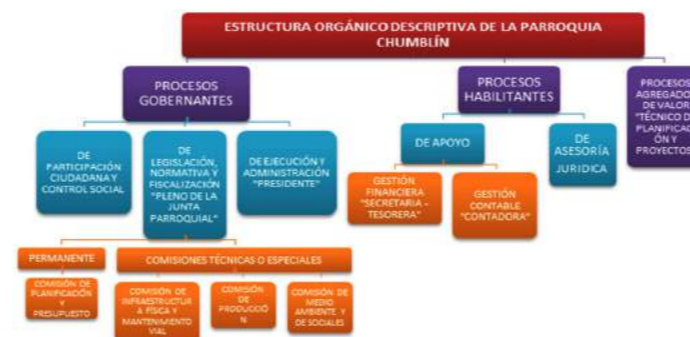 ESTRUCTURA ORGÁNICO DESCRIPTIVA DE LA PARROQUIA
CHUMBLÍN
PROCESOS
GOBERNANTES
PROCESOS
HABILITANTES
PROCESOS
AGREGADO
DE VALOR
"TÉCNICO D
PLANIFICAC
ÓN Y
PROYECTOS
DE
PARTICIPACIÓN
CIUDADANA Y
CONTROL SOCIAL
DE
LEGISLACIÓN,
NORMATIVA Y
FISCALIZACIÓN
"PLENO DE LA
JUNTA
PARROQUIAL"
DE EJECUCIÓN Y
ADMINISTRACIÓN
"PRESIDENTE"
DE APOYO
DE
ASESORÍA
JURIDICA
GESTIÓN
FINANCIERA
"SECRETARIA -
TESORERA"
GESTIÓN
CONTABLE
"CONTADORA"
PERMANENTE
COMISIONES TÉCNICAS O ESPECIALES
COMISIÓN DE
PLANIFICACIÓN
Y
PRESUPUESTO
COMISIÓN DE
INFRAESTRUCTUR
A FÍSICA Y
MANTENIMIENTO
VIAL
COMISIÓN
DE
PRODUCCIÓ
N
COMISIÓN DE
MEDIO
AMBIENTE Y
DE SOCIALES